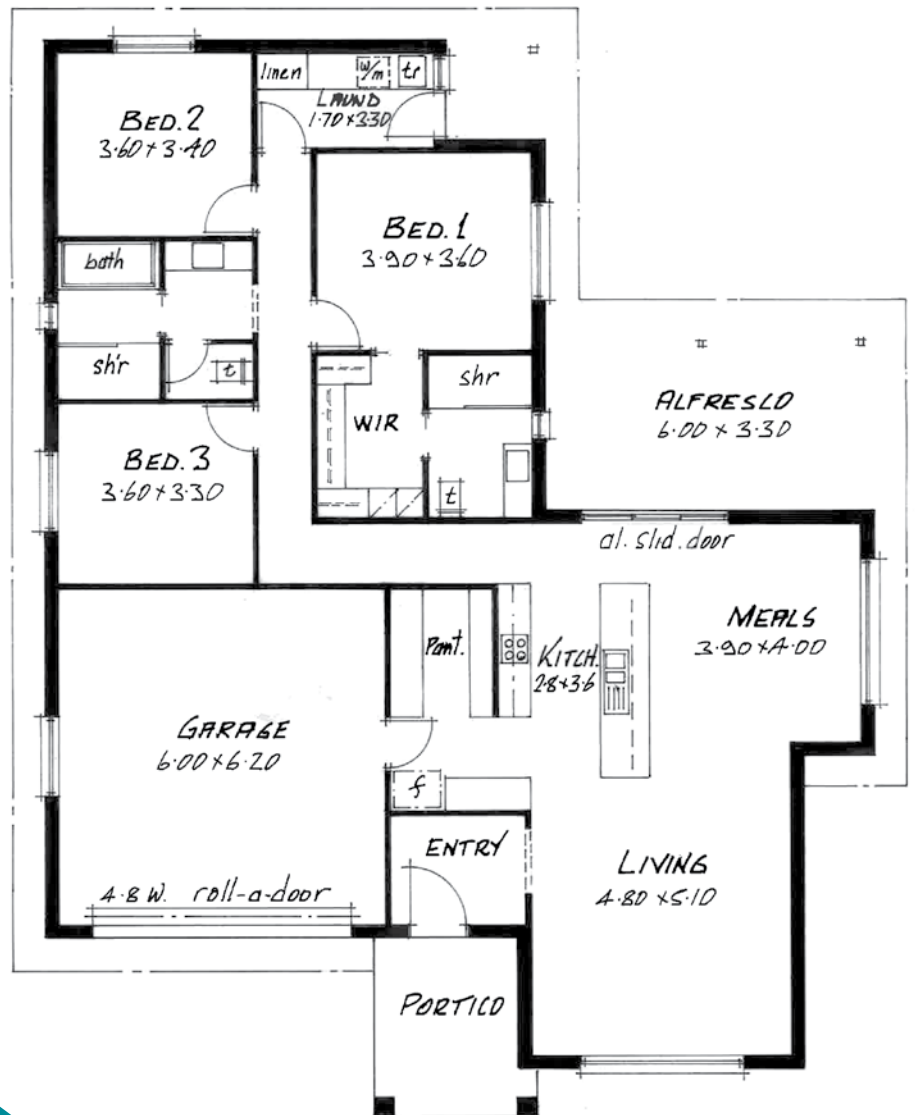 linen
w/m
tr
LAUND
1·70×3·30
BED.2
3·60×3·40
BED.1
3·90×3·60
bath
sh'r
t
shr
WIR
t
ALFRESCO
6·00 × 3·30
BED.3
3·60×3·30
al. slid. door
MEALS
3·90×4·00
Pant.
KITCH.
2·8×3·6
GARAGE
6·00×6·20
f
ENTRY
LIVING
4·80 ×5·10
4·8 W. roll-a-door
PORTICO